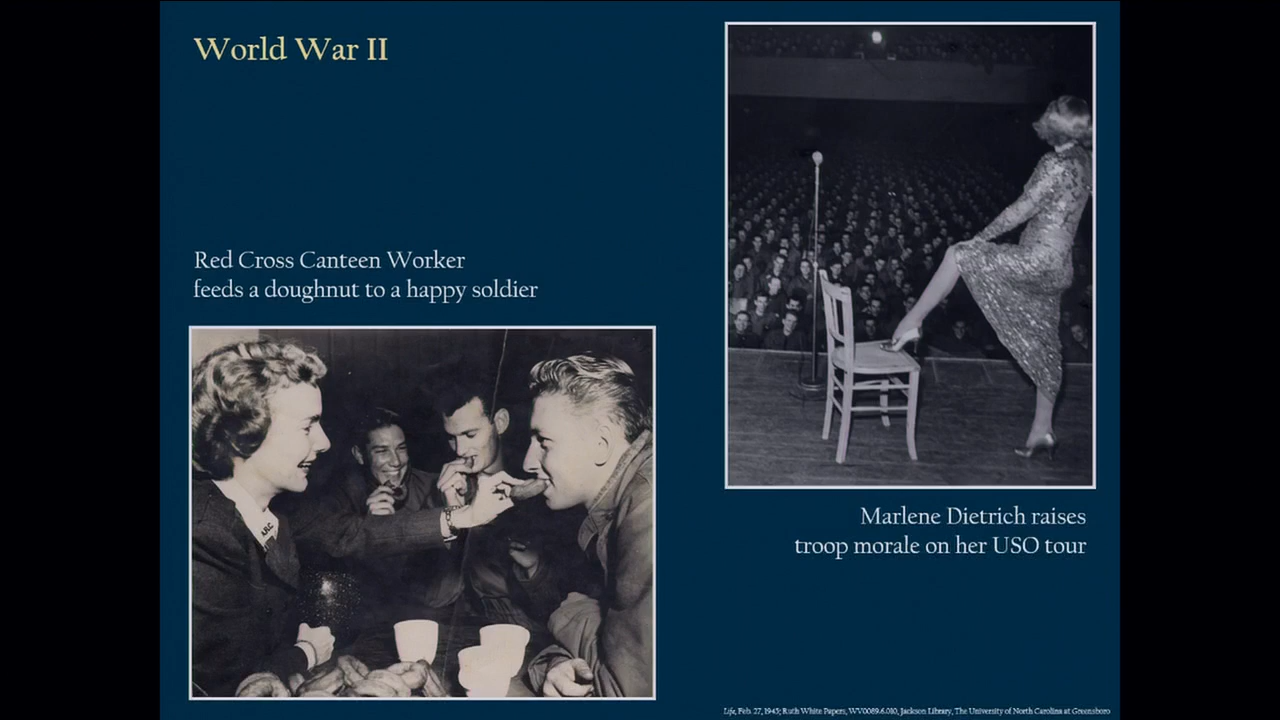 World War II
Red Cross Canteen Worker
feeds a doughnut to a happy soldier
ARC
Marlene Dietrich raises
troop morale on her USO tour
Life, Feb. 27, 1945; Ruth White Papers, WV0089.6.010, Jackson Library, The University of North Carolina at Greensboro